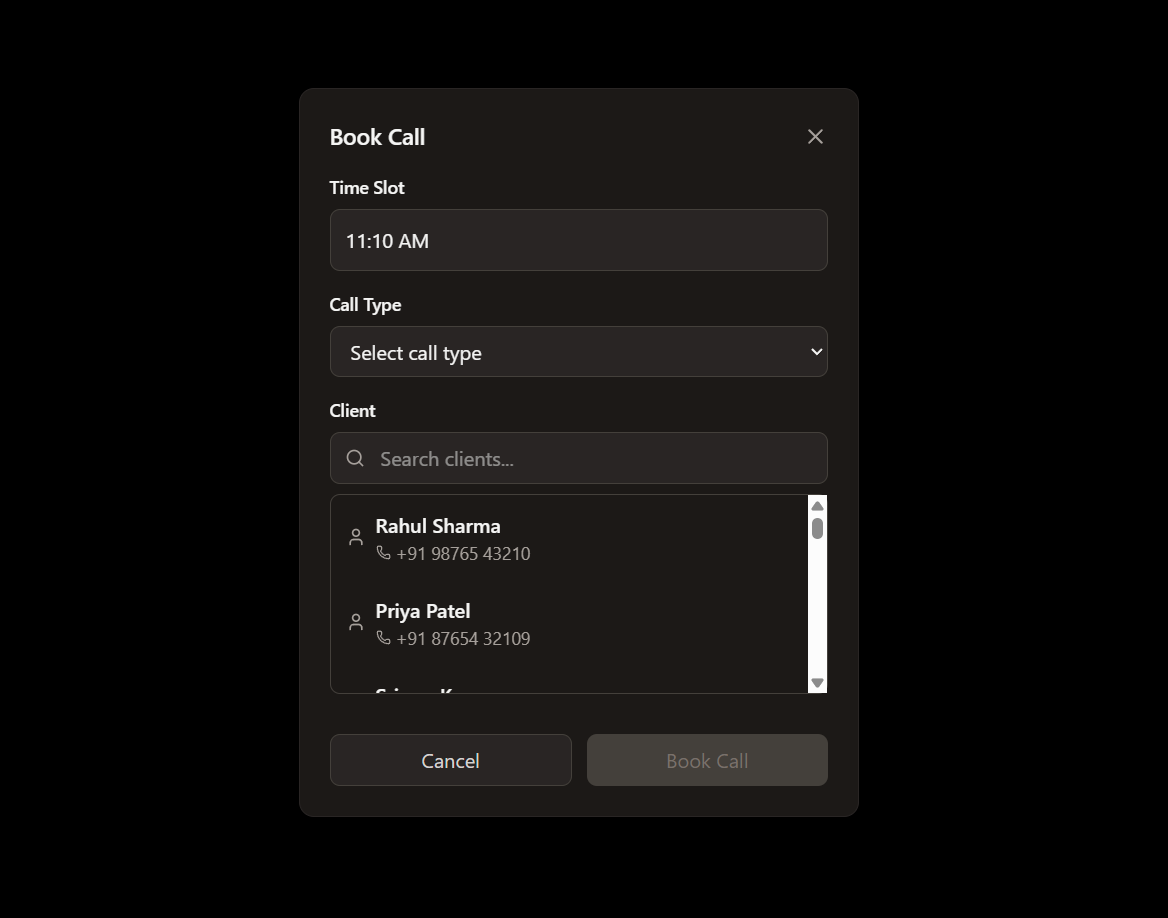 Book Call
Time Slot
11:10 AM
Call Type
Select call type
Client
Search clients...
Rahul Sharma
+91 98765 43210
Priya Patel
+91 87654 32109
Cancel
Book Call